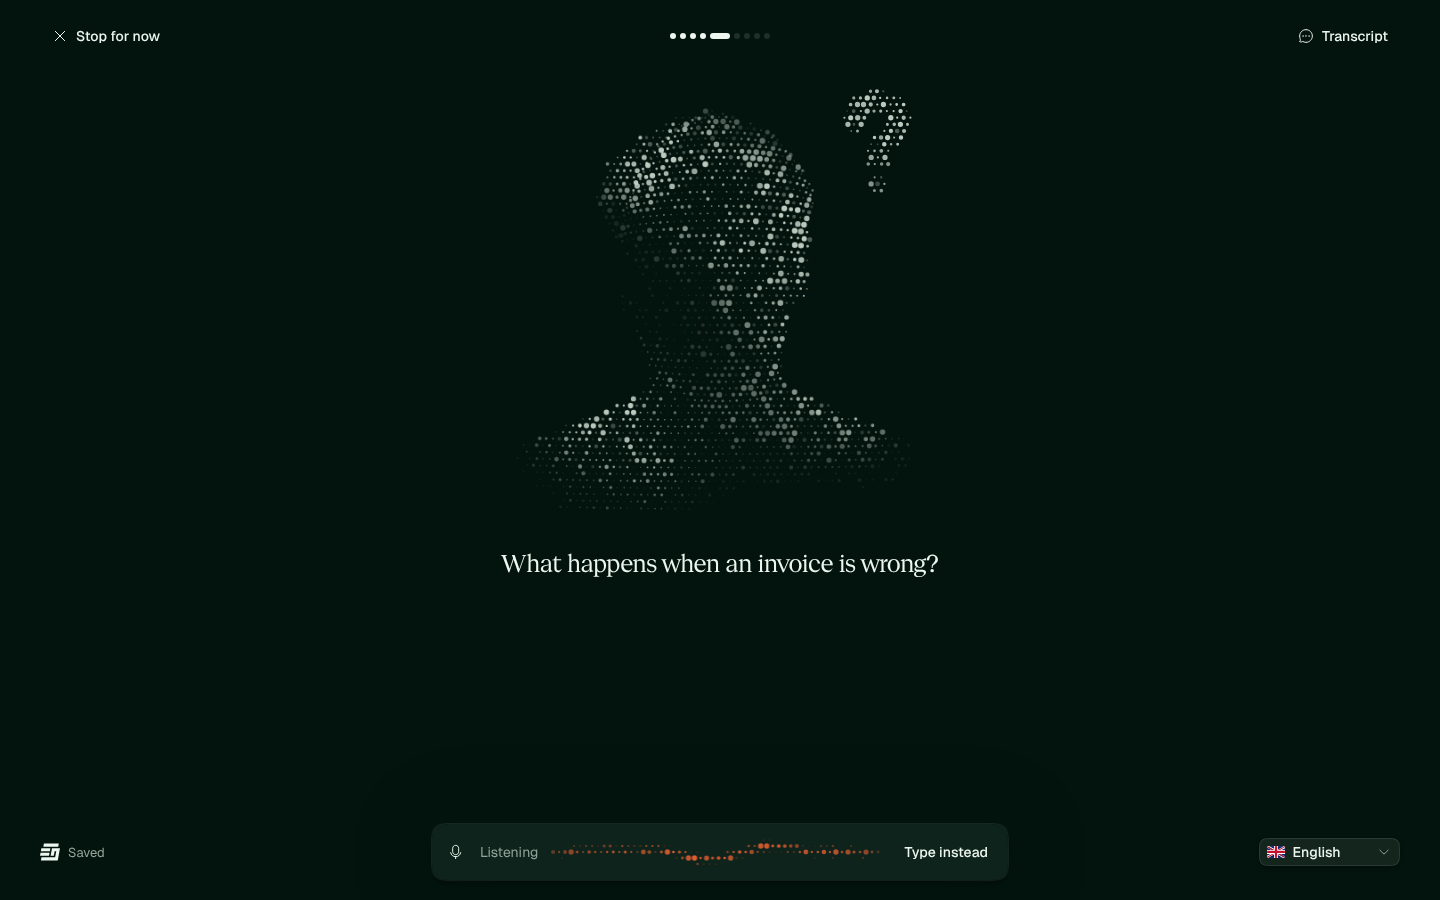 Stop for now
Transcript
?
What happens when an invoice is wrong?
Saved
Listening
Type instead
English